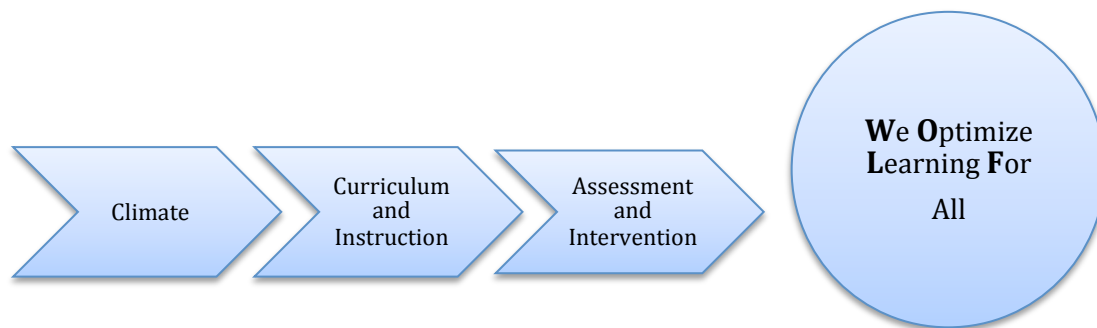 Climate
Curriculum
and
Instruction
Assessment
and
Intervention
We Optimize
Learning For
All